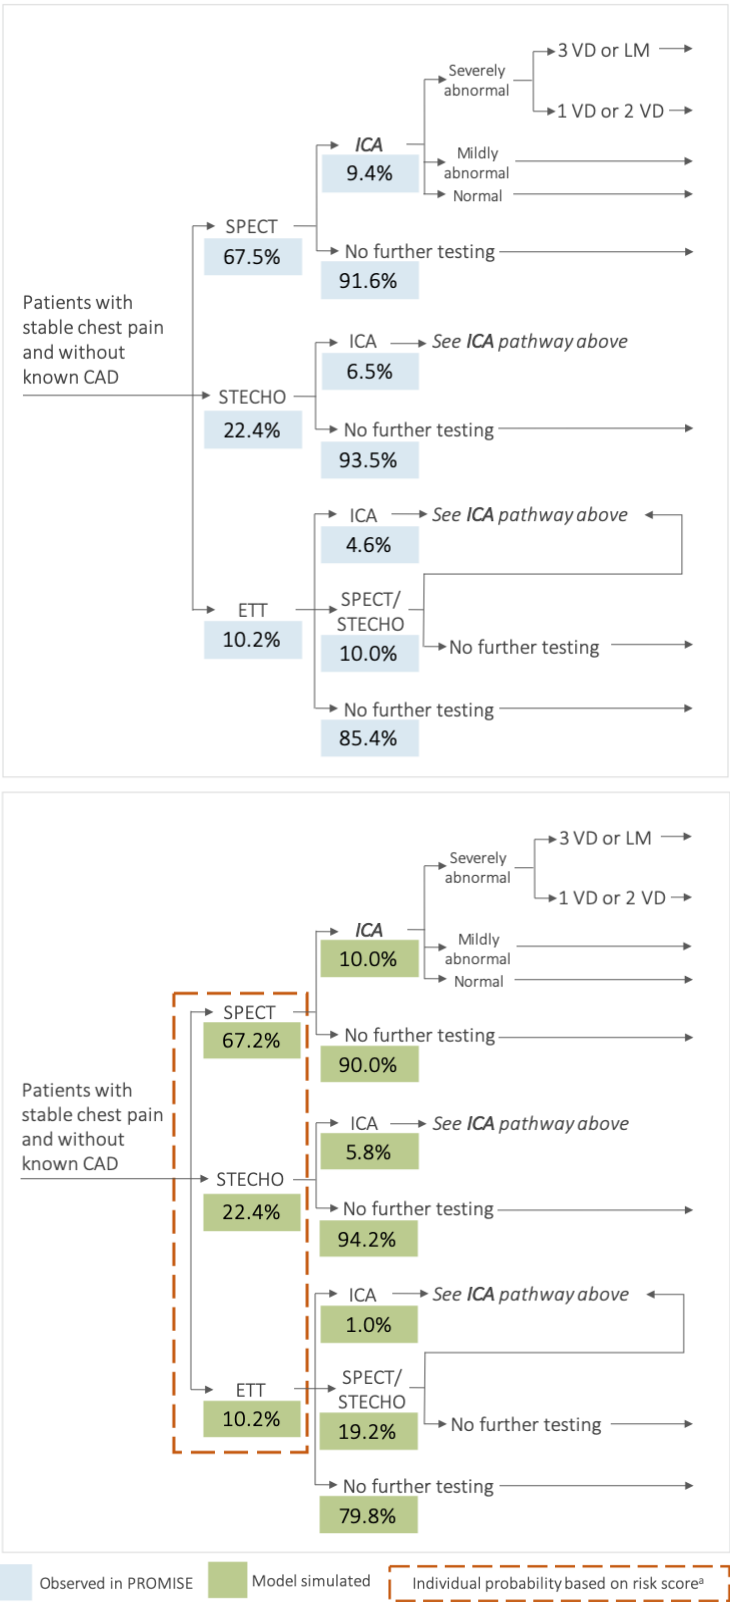 3 VD or LM
Severely
abnormal
1 VD or 2 VD
ICA
9.4%
Mildly
abnormal
Normal
SPECT
67.5%
No further testing
91.6%
Patients with
stable chest pain
and without
known CAD
ICA
See ICA pathway above
6.5%
STECHO
22.4%
No further testing
93.5%
ICA
See ICA pathway above
4.6%
ETT
10.2%
SPECT/
STECHO
10.0%
No further testing
No further testing
85.4%
3 VD or LM
Severely
abnormal
1 VD or 2 VD
ICA
10.0%
Mildly
abnormal
Normal
SPECT
67.2%
No further testing
90.0%
Patients with
stable chest pain
and without
known CAD
ICA
See ICA pathway above
5.8%
STECHO
22.4%
No further testing
94.2%
ICA
See ICA pathway above
1.0%
ETT
10.2%
SPECT/
STECHO
19.2%
No further testing
No further testing
79.8%
Observed in PROMISE
Model simulated
Individual probability based on risk scoreᵃ